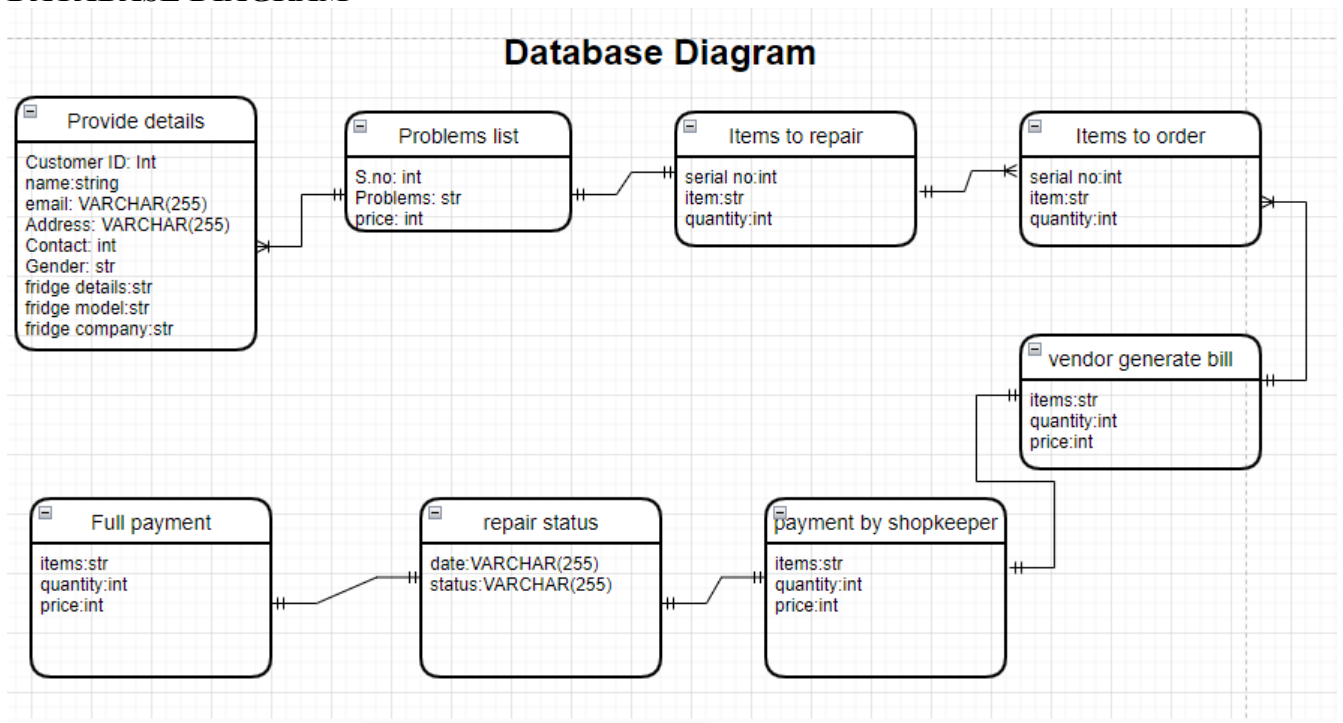 DATABASE DIAGRAM
Database Diagram
Provide details
Customer ID: Int
name:string
email: VARCHAR(255)
Address: VARCHAR(255)
Contact: int
Gender: str
fridge details:str
fridge model:str
fridge company:str
Problems list
S.no: int
Problems: str
price: int
Items to repair
serial no:int
item:str
quantity:int
Items to order
serial no:int
item:str
quantity:int
vendor generate bill
items:str
quantity:int
price:int
Full payment
items:str
quantity:int
price:int
repair status
date:VARCHAR(255)
status:VARCHAR(255)
payment by shopkeeper
items:str
quantity:int
price:int